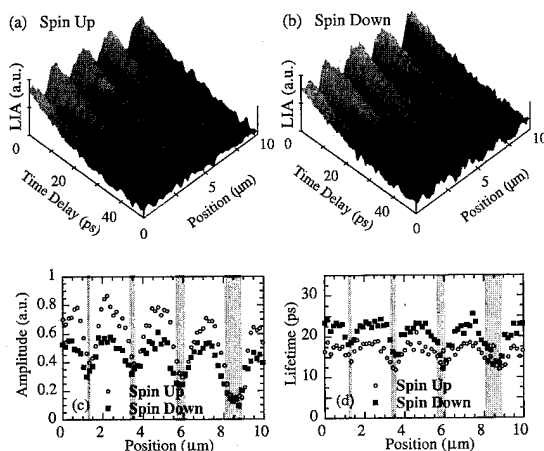 (a) Spin Up
(b) Spin Down
LIA (a.u.)
0
20
40
Time Delay (ps)
0
5
10
Position (μm)
LIA (a.u.)
0
20
40
Time Delay (ps)
0
5
10
Position (μm)
Amplitude (a.u.)
1
0.8
0.6
0.4
0.2
0
(c)
Spin Up
Spin Down
0 2 4 6 8 10
Position (μm)
Lifetime (ps)
30
20
10
0
(d)
Spin Up
Spin Down
0 2 4 6 8 10
Position (μm)